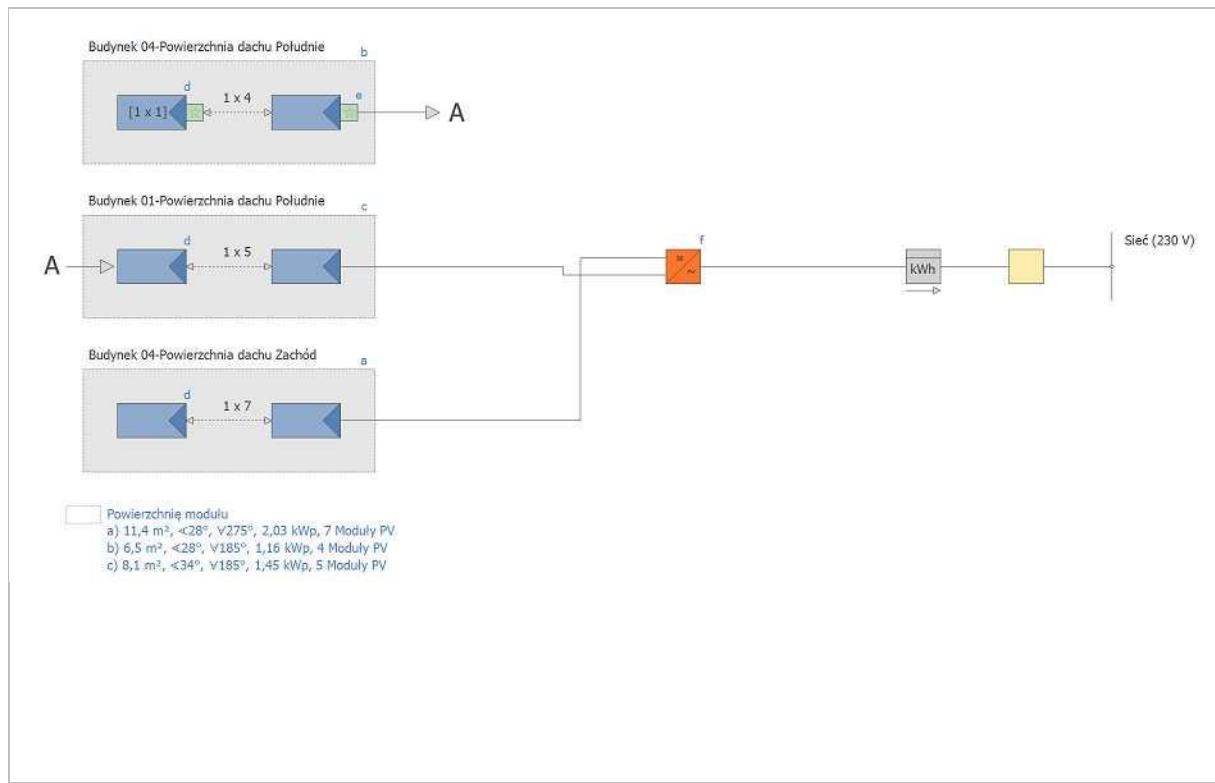 Budynek 04-Powierzchnia dachu Południe
b
d
e
[1 x 1]
1 x 4
A
Budynek 01-Powierzchnia dachu Południe
c
d
f
A
1 x 5
kWh
Sieć (230 V)
Budynek 04-Powierzchnia dachu Zachód
a
d
1 x 7
Powierzchnię modułu
a) 11,4 m², ∢28°, ∀275°, 2,03 kWp, 7 Moduły PV
b) 6,5 m², ∢28°, ∀185°, 1,16 kWp, 4 Moduły PV
c) 8,1 m², ∢34°, ∀185°, 1,45 kWp, 5 Moduły PV